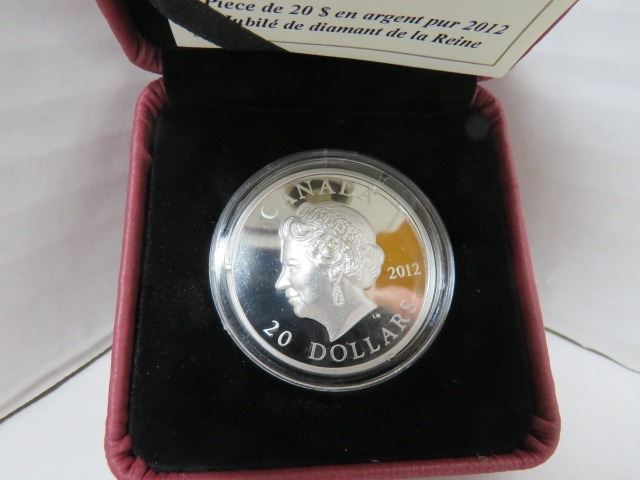 Pièce de 20 $ en argent pur 2012
Jubilé de diamant de la Reine
CANADA
2012
20 DOLLARS